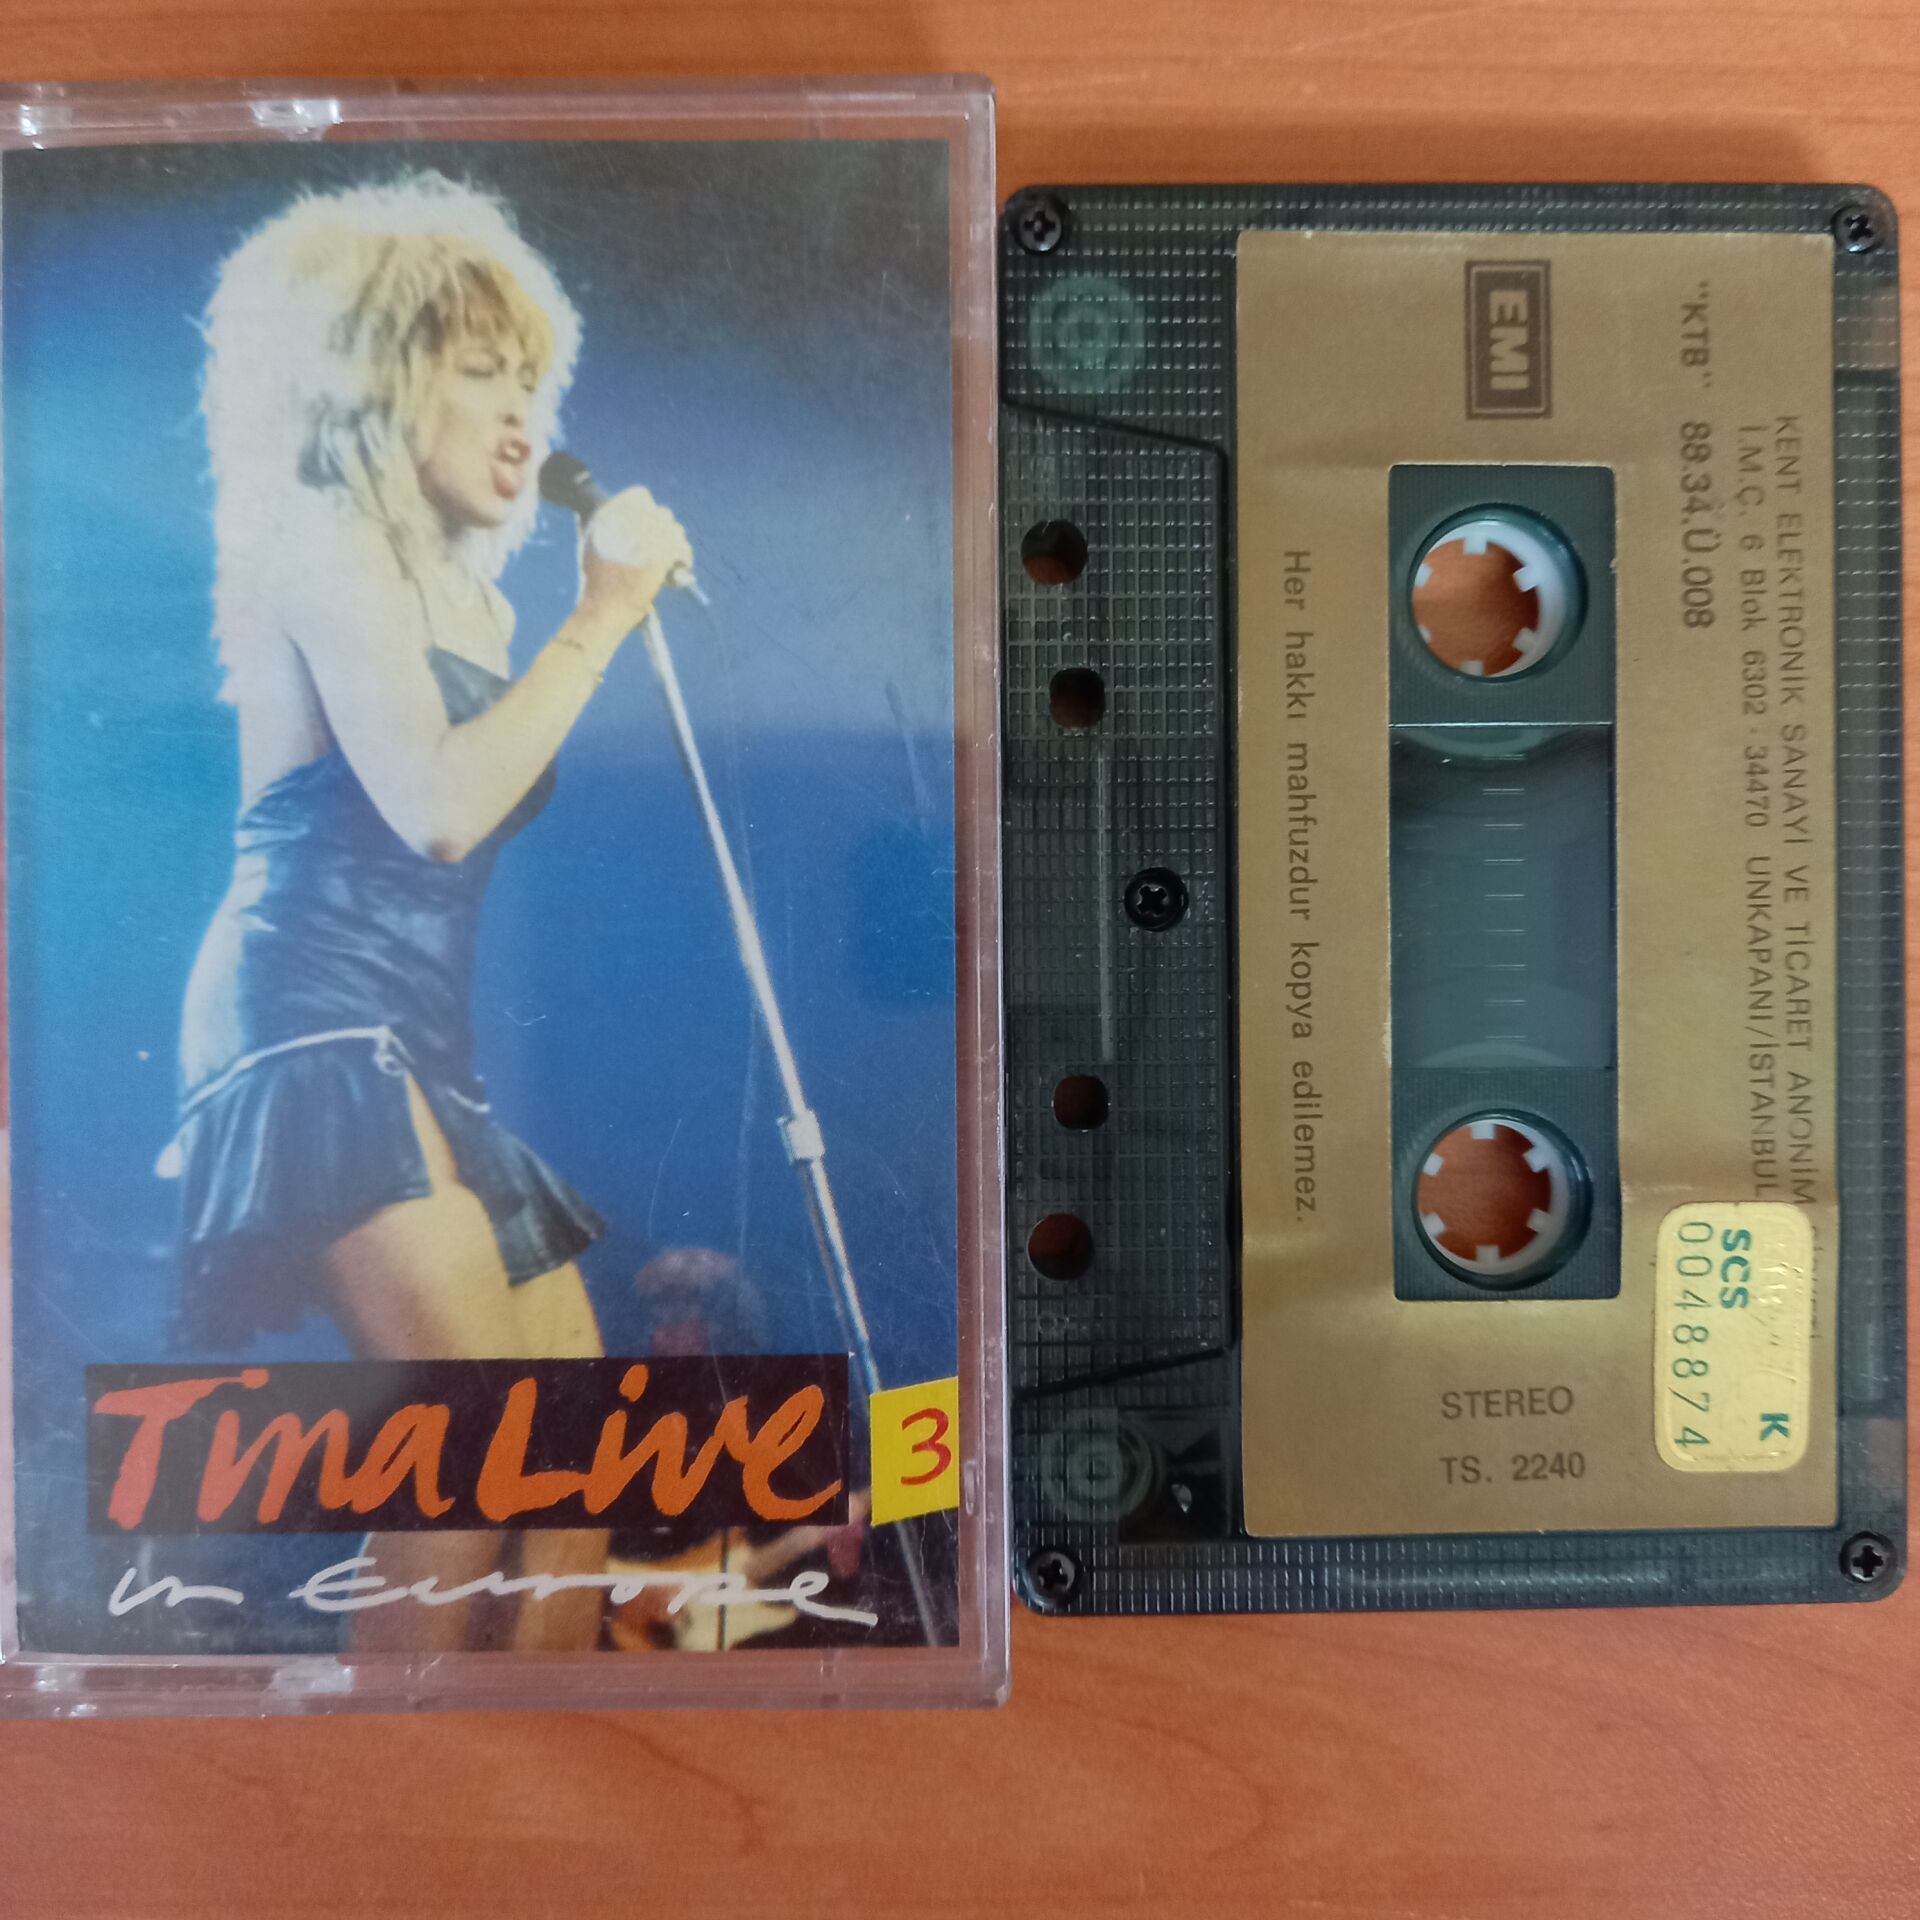 Tina Live
3
in Europe
EMI
"KTB" 88.34.Ü.008
KENT ELEKTRONİK SANAYİ VE TİCARET ANONİM
İ.M.Ç. 6 Blok 6302 - 34470 UNKAPANI/İSTANBUL
Her hakkı mahfuzdur kopya edilemez.
STEREO
TS. 2240
K
SCS
0048874